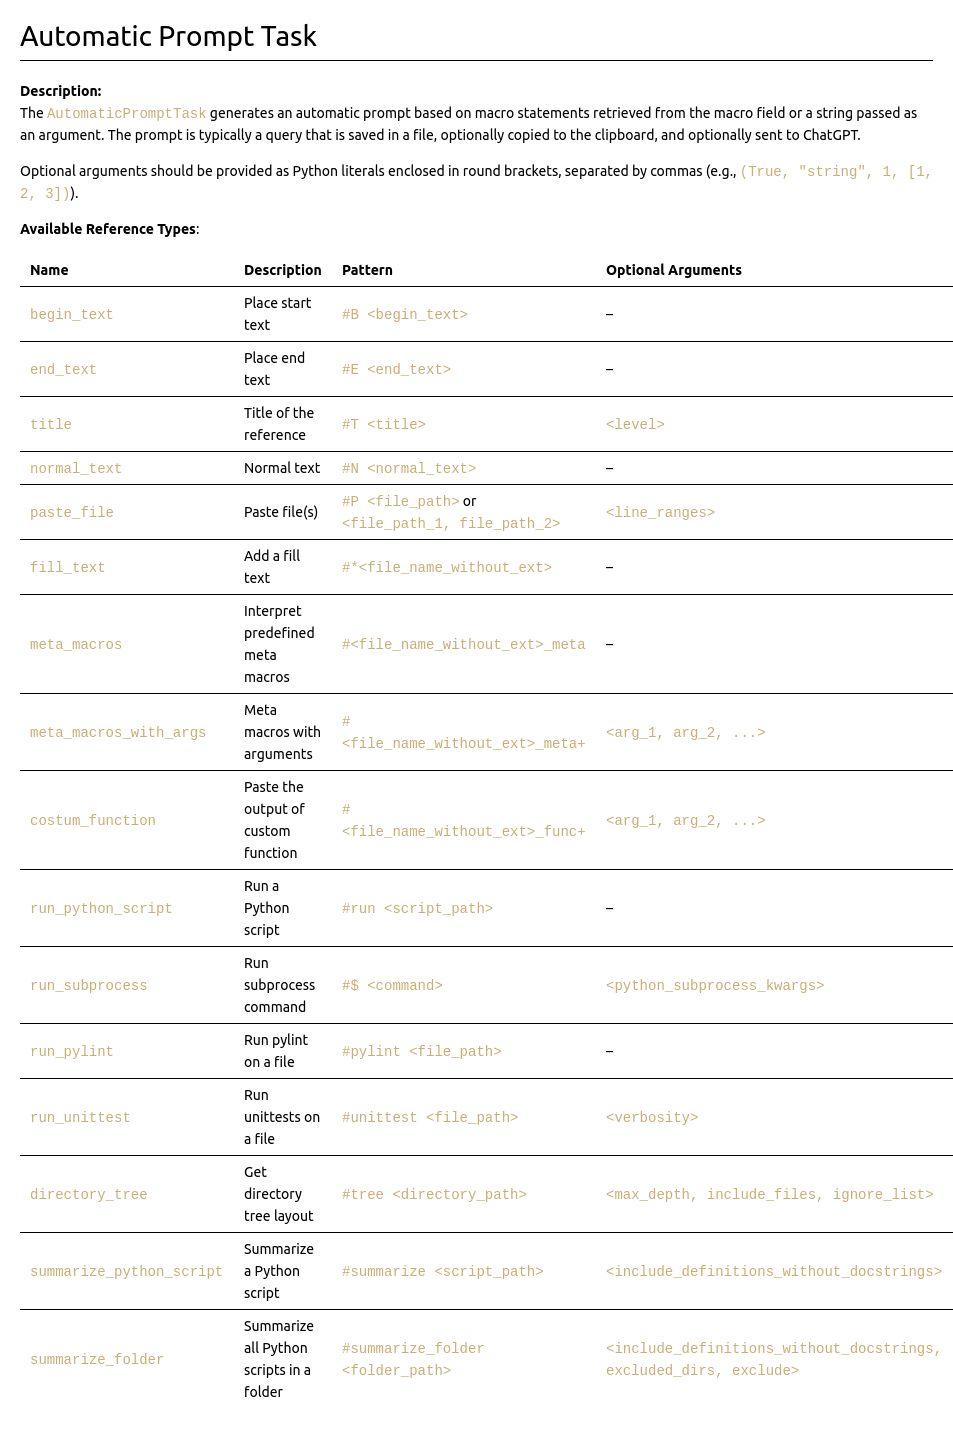 Automatic Prompt Task
Description:
The AutomaticPromptTask generates an automatic prompt based on macro statements retrieved from the macro field or a string passed as
an argument. The prompt is typically a query that is saved in a file, optionally copied to the clipboard, and optionally sent to ChatGPT.
Optional arguments should be provided as Python literals enclosed in round brackets, separated by commas (e.g., (True, "string", 1, [1,
2, 3])).
Available Reference Types:
Name Description Pattern Optional Arguments
begin_text Place start #B <begin_text> –
text
end_text Place end #E <end_text> –
text
title Title of the #T <title> <level>
reference
normal_text Normal text #N <normal_text> –
paste_file Paste file(s) #P <file_path> or <line_ranges>
<file_path_1, file_path_2>
fill_text Add a fill #*<file_name_without_ext> –
text
meta_macros Interpret #<file_name_without_ext>_meta –
predefined
meta
macros
meta_macros_with_args Meta # <arg_1, arg_2, ...>
macros with <file_name_without_ext>_meta+
arguments
costum_function Paste the # <arg_1, arg_2, ...>
output of <file_name_without_ext>_func+
custom
function
run_python_script Run a #run <script_path> –
Python
script
run_subprocess Run #$ <command> <python_subprocess_kwargs>
subprocess
command
run_pylint Run pylint #pylint <file_path> –
on a file
run_unittest Run #unittest <file_path> <verbosity>
unittests on
a file
directory_tree Get #tree <directory_path> <max_depth, include_files, ignore_list>
directory
tree layout
summarize_python_script Summarize #summarize <script_path> <include_definitions_without_docstrings>
a Python
script
summarize_folder Summarize #summarize_folder <include_definitions_without_docstrings,
all Python <folder_path> excluded_dirs, exclude>
scripts in a
folder